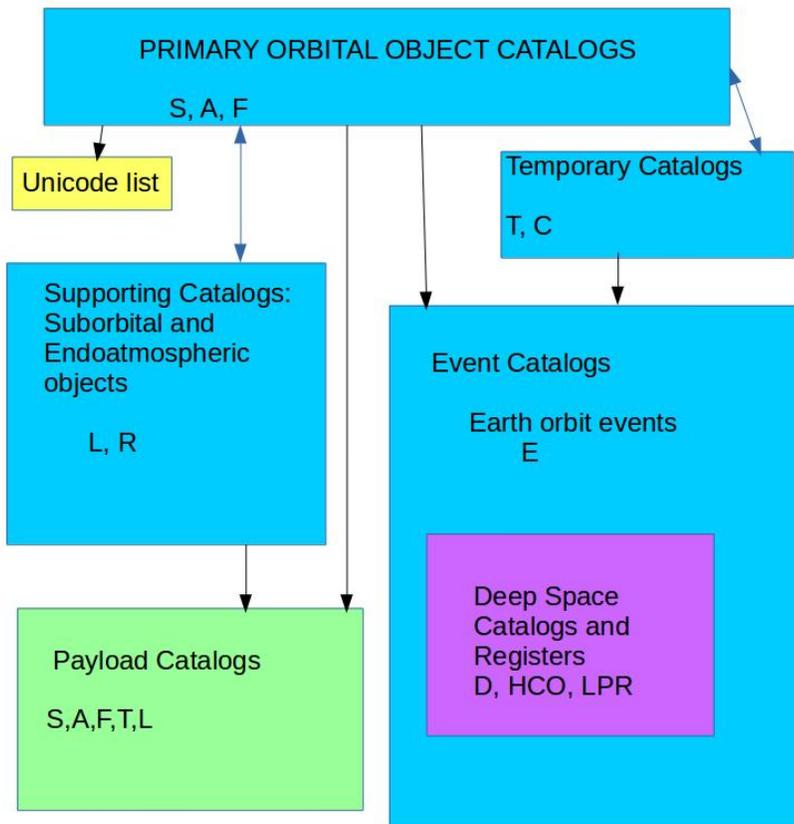 PRIMARY ORBITAL OBJECT CATALOGS
S, A, F
Unicode list
Temporary Catalogs
T, C
Supporting Catalogs:
Suborbital and
Endoatmospheric
objects
L, R
Event Catalogs
Earth orbit events
E
Deep Space
Catalogs and
Registers
D, HCO, LPR
Payload Catalogs
S,A,F,T,L